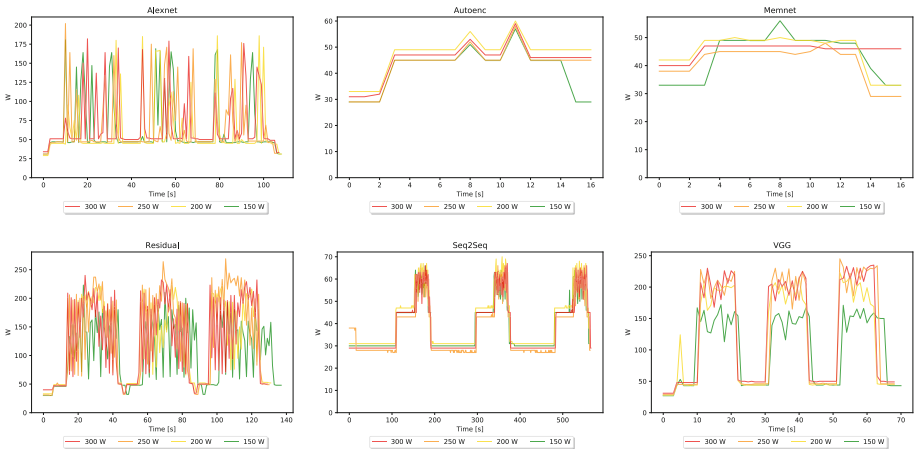 Alexnet
200
175
150
125
100
75
50
25
0
W
0 20 40 60 80 100
Time [s]
300 W 250 W 200 W 150 W
Autoenc
60
50
40
30
20
10
0
W
0 2 4 6 8 10 12 14 16
Time [s]
300 W 250 W 200 W 150 W
Memnet
50
40
30
20
10
0
W
0 2 4 6 8 10 12 14 16
Time [s]
300 W 250 W 200 W 150 W
Residual
250
200
150
100
50
0
W
0 20 40 60 80 100 120 140
Time [s]
300 W 250 W 200 W 150 W
Seq2Seq
70
60
50
40
30
20
10
0
W
0 100 200 300 400 500
Time [s]
300 W 250 W 200 W 150 W
VGG
250
200
150
100
50
0
W
0 10 20 30 40 50 60 70
Time [s]
300 W 250 W 200 W 150 W